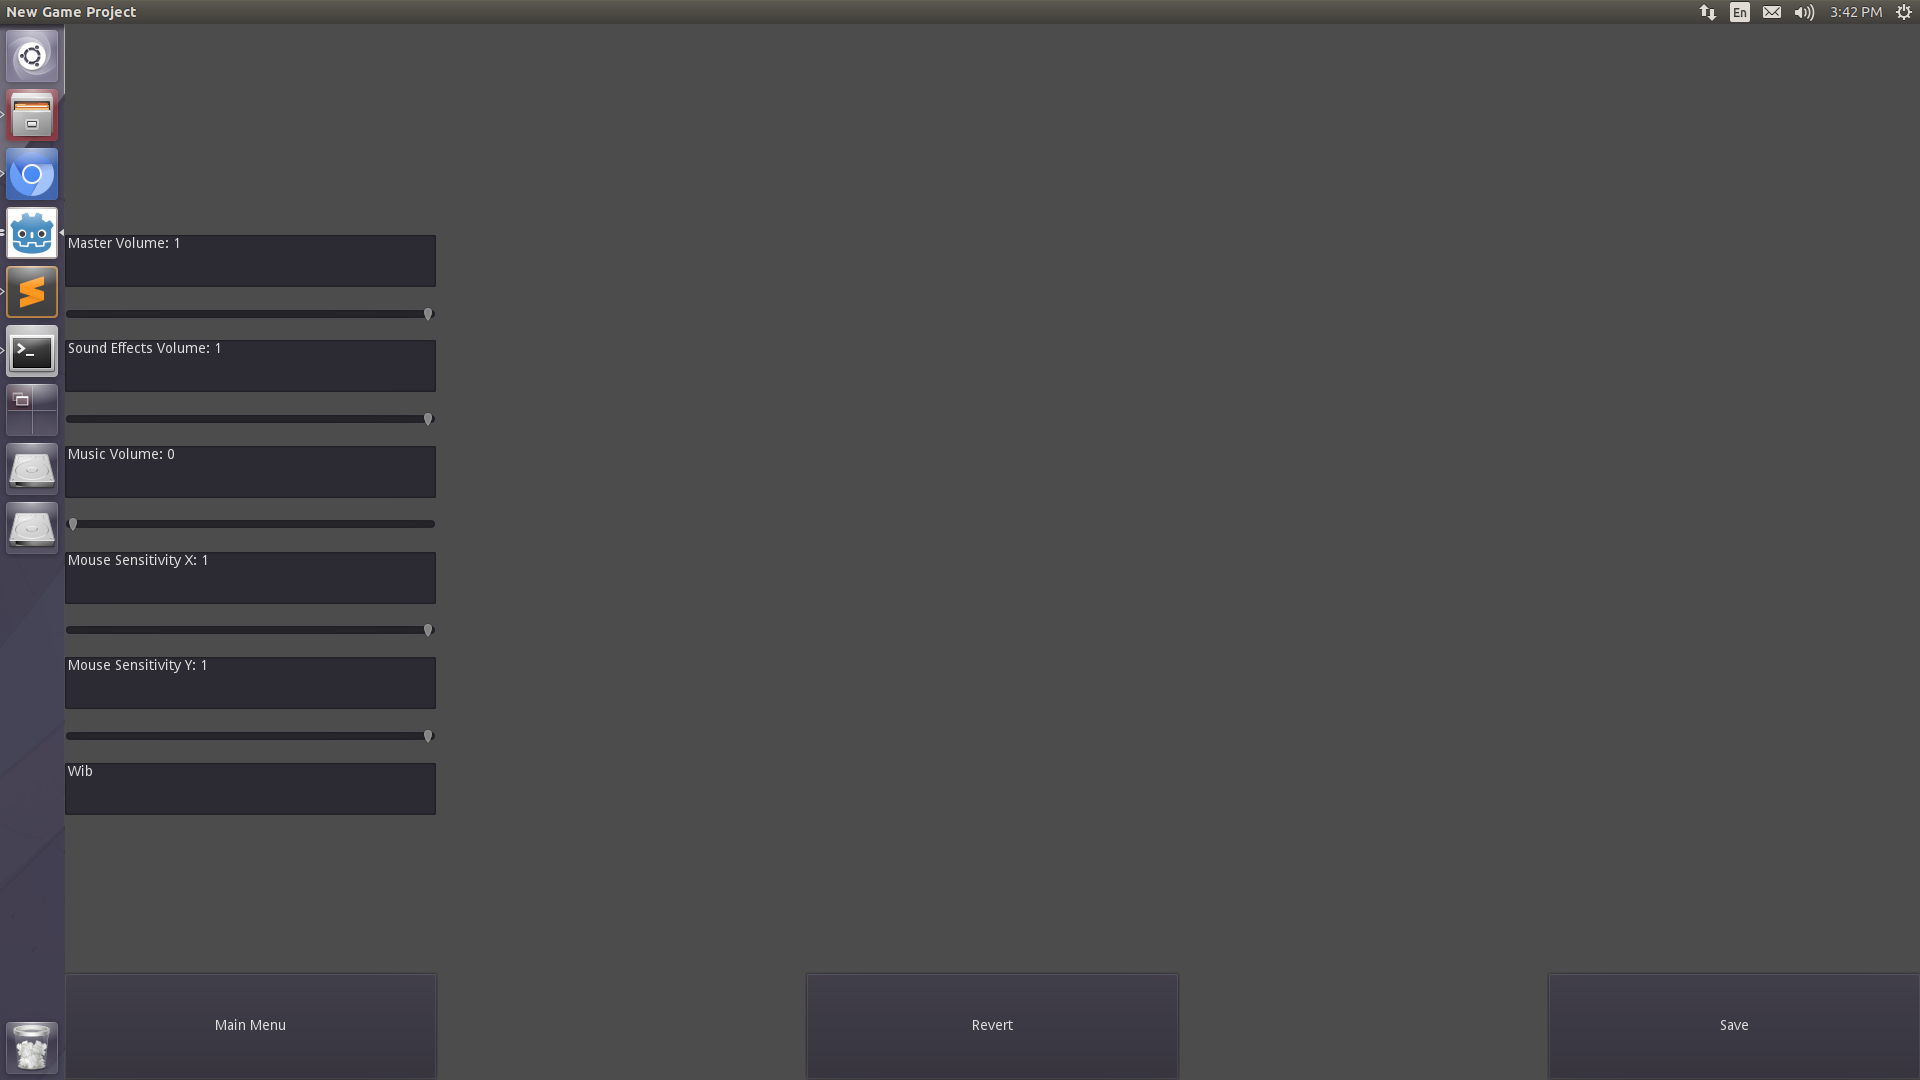 New Game Project
En
3:42 PM
Master Volume: 1
Sound Effects Volume: 1
Music Volume: 0
Mouse Sensitivity X: 1
Mouse Sensitivity Y: 1
Wib
Main Menu
Revert
Save